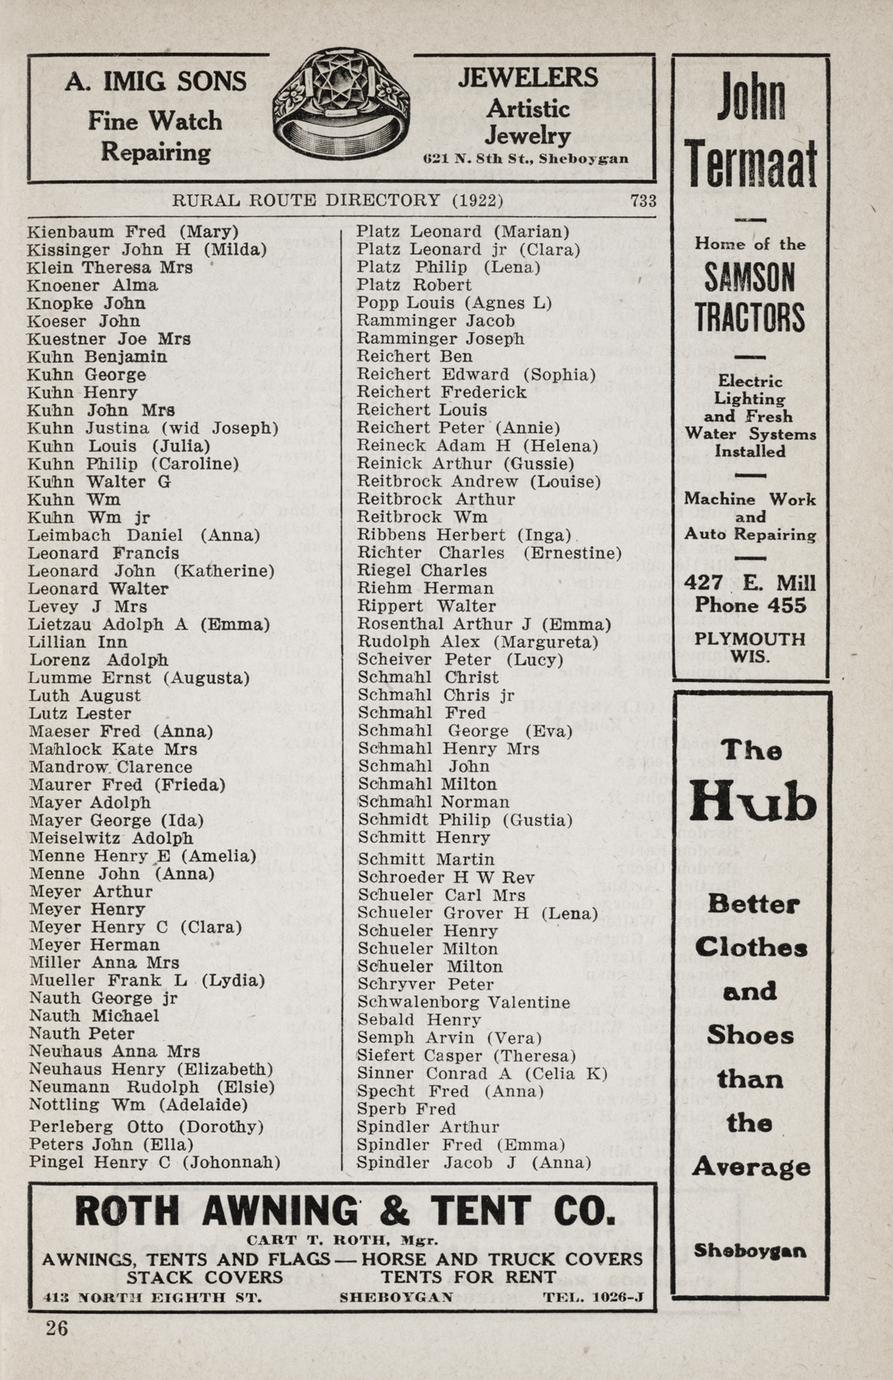 A. IMIG SONS
Fine Watch
Repairing
JEWELERS
Artistic
Jewelry
621 N. 8th St., Sheboygan
RURAL ROUTE DIRECTORY (1922) 733
Kienbaum Fred (Mary)
Kissinger John H (Milda)
Klein Theresa Mrs
Knoener Alma
Knopke John
Koeser John
Kuestner Joe Mrs
Kuhn Benjamin
Kuhn George
Kuhn Henry
Kuhn John Mrs
Kuhn Justina (wid Joseph)
Kuhn Louis (Julia)
Kuhn Philip (Caroline)
Kuhn Walter G
Kuhn Wm
Kuhn Wm jr
Leimbach Daniel (Anna)
Leonard Francis
Leonard John (Katherine)
Leonard Walter
Levey J Mrs
Lietzau Adolph A (Emma)
Lillian Inn
Lorenz Adolph
Lumme Ernst (Augusta)
Luth August
Lutz Lester
Maeser Fred (Anna)
Mahlock Kate Mrs
Mandrow Clarence
Maurer Fred (Frieda)
Mayer Adolph
Mayer George (Ida)
Meiselwitz Adolph
Menne Henry E (Amelia)
Menne John (Anna)
Meyer Arthur
Meyer Henry
Meyer Henry C (Clara)
Meyer Herman
Miller Anna Mrs
Mueller Frank L (Lydia)
Nauth George jr
Nauth Michael
Nauth Peter
Neuhaus Anna Mrs
Neuhaus Henry (Elizabeth)
Neumann Rudolph (Elsie)
Nottling Wm (Adelaide)
Perleberg Otto (Dorothy)
Peters John (Ella)
Pingel Henry C (Johonnah)
Platz Leonard (Marian)
Platz Leonard jr (Clara)
Platz Philip (Lena)
Platz Robert
Popp Louis (Agnes L)
Ramminger Jacob
Ramminger Joseph
Reichert Ben
Reichert Edward (Sophia)
Reichert Frederick
Reichert Louis
Reichert Peter (Annie)
Reineck Adam H (Helena)
Reinick Arthur (Gussie)
Reitbrock Andrew (Louise)
Reitbrock Arthur
Reitbrock Wm
Ribbens Herbert (Inga)
Richter Charles (Ernestine)
Riegel Charles
Riehm Herman
Rippert Walter
Rosenthal Arthur J (Emma)
Rudolph Alex (Margureta)
Scheiver Peter (Lucy)
Schmahl Christ
Schmahl Chris jr
Schmahl Fred
Schmahl George (Eva)
Schmahl Henry Mrs
Schmahl John
Schmahl Milton
Schmahl Norman
Schmidt Philip (Gustia)
Schmitt Henry
Schmitt Martin
Schroeder H W Rev
Schueler Carl Mrs
Schueler Grover H (Lena)
Schueler Henry
Schueler Milton
Schueler Milton
Schryver Peter
Schwalenborg Valentine
Sebald Henry
Semph Arvin (Vera)
Siefert Casper (Theresa)
Sinner Conrad A (Celia K)
Specht Fred (Anna)
Sperb Fred
Spindler Arthur
Spindler Fred (Emma)
Spindler Jacob J (Anna)
John
Termaat
Home of the
SAMSON
TRACTORS
Electric
Lighting
and Fresh
Water Systems
Installed
Machine Work
and
Auto Repairing
427 E. Mill
Phone 455
PLYMOUTH
WIS.
The
Hub
Better
Clothes
and
Shoes
than
the
Average
Sheboygan
ROTH AWNING & TENT CO.
CART T. ROTH, Mgr.
AWNINGS, TENTS AND FLAGS — HORSE AND TRUCK COVERS
STACK COVERS TENTS FOR RENT
413 NORTH EIGHTH ST. SHEBOYGAN TEL. 1026-J
26